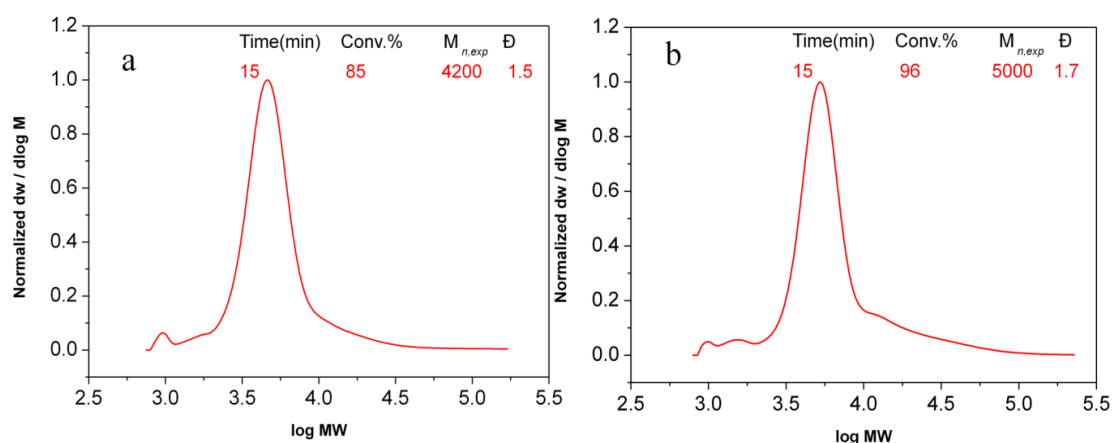 a
Time(min) Conv.% M n,exp Đ
15 85 4200 1.5
1.2
1.0
0.8
0.6
0.4
0.2
0.0
Normalized dw / dlog M
2.5 3.0 3.5 4.0 4.5 5.0 5.5
log MW
b
Time(min) Conv.% M n,exp Đ
15 96 5000 1.7
1.2
1.0
0.8
0.6
0.4
0.2
0.0
Normalized dw / dlog M
2.5 3.0 3.5 4.0 4.5 5.0 5.5
log MW